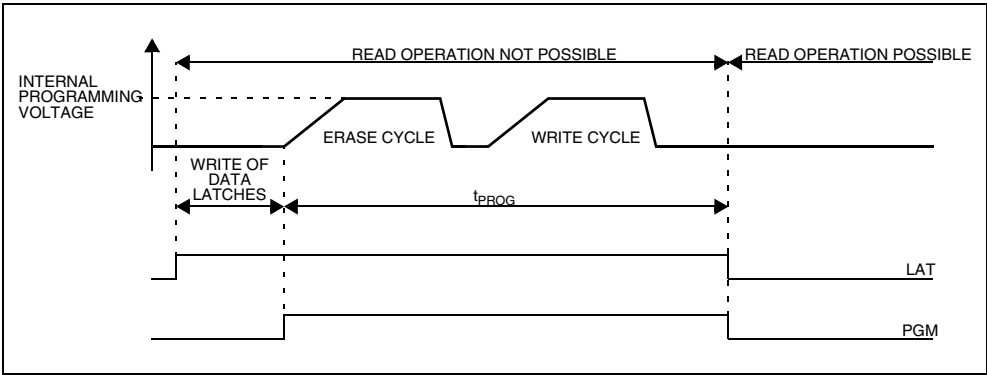 READ OPERATION NOT POSSIBLE
READ OPERATION POSSIBLE
INTERNAL
PROGRAMMING
VOLTAGE
ERASE CYCLE
WRITE CYCLE
WRITE OF
DATA
LATCHES
tPROG
LAT
PGM